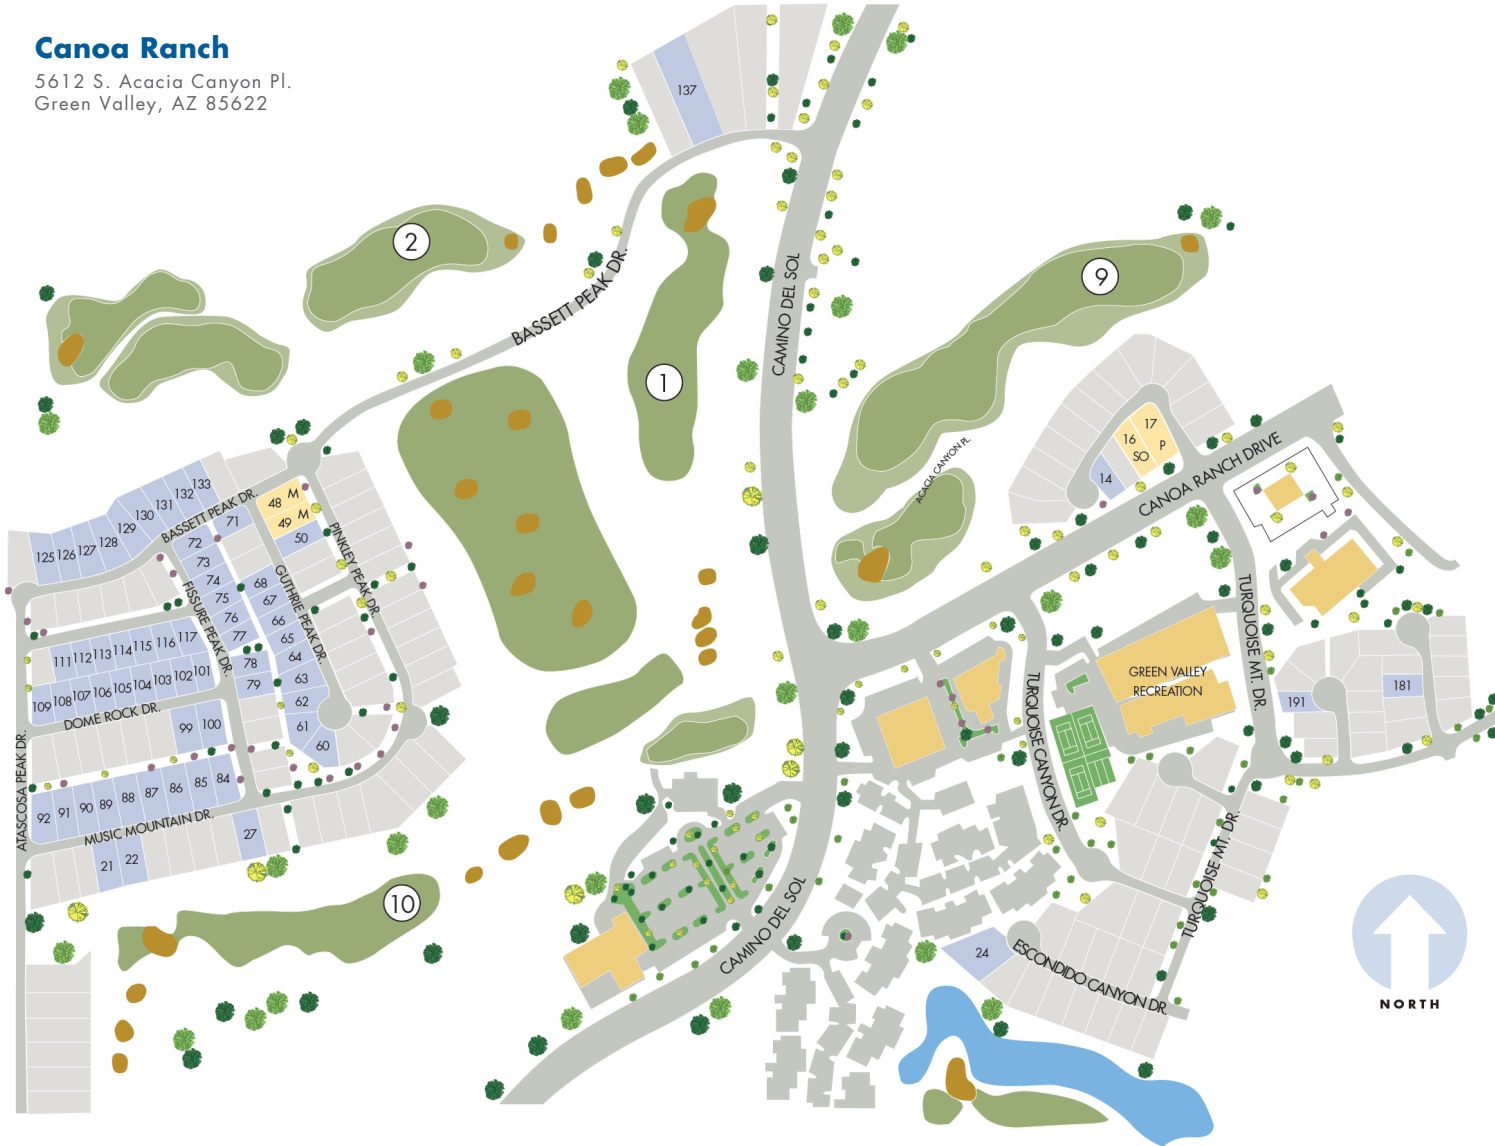 Canoa Ranch
5612 S. Acacia Canyon Pl.
Green Valley, AZ 85622
137
2
1
9
10
BASSETT PEAK DR.
CAMINO DEL SOL
ACACIA CANYON PL.
17
P
16
SO
14
CANOA RANCH DRIVE
133
132
131
130
129
128
127
126
125
BASSETT PEAK DR.
71
48 M
49 M
50
PINKLEY PEAK DR.
72
73
74
75
76
77
78
79
FISSURE PEAK DR.
GUTHRIE PEAK DR.
68
67
66
65
64
63
62
61
60
111
112
113
114
115
116
117
109
108
107
106
105
104
103
102
101
DOME ROCK DR.
99
100
ATASCOSA PEAK DR.
92
91
90
89
88
87
86
85
84
MUSIC MOUNTAIN DR.
21
22
27
TURQUOISE MT. DR.
GREEN VALLEY
RECREATION
TURQUOISE CANYON DR.
191
181
TURQUOISE MT. DR.
CAMINO DEL SOL
24
ESCONDIDO CANYON DR.
NORTH